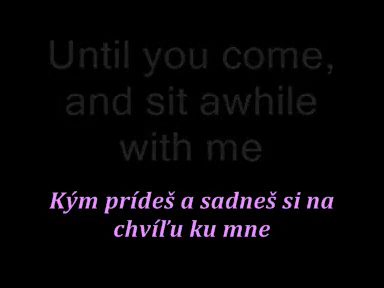 Until you come,
and sit awhile
with me
Kým prídeš a sadneš si na
chvíľu ku mne